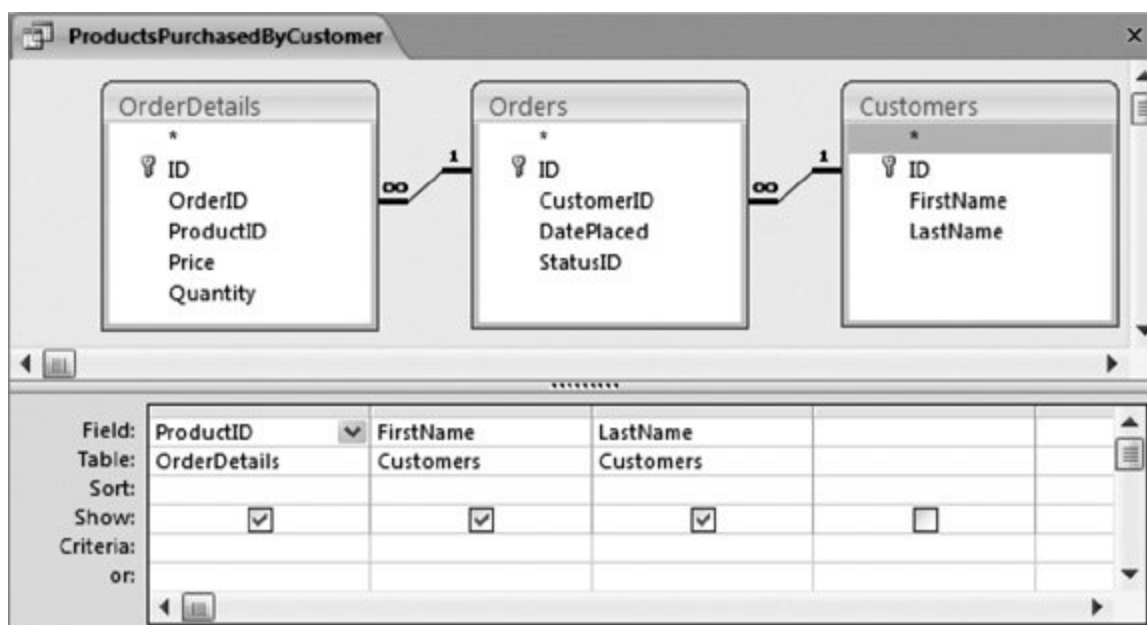 ProductsPurchasedByCustomer
OrderDetails
*
ID
OrderID
ProductID
Price
Quantity
∞
1
Orders
*
ID
CustomerID
DatePlaced
StatusID
∞
1
Customers
*
ID
FirstName
LastName
Field: ProductID FirstName LastName
Table: OrderDetails Customers Customers
Sort:
Show:
Criteria:
or: